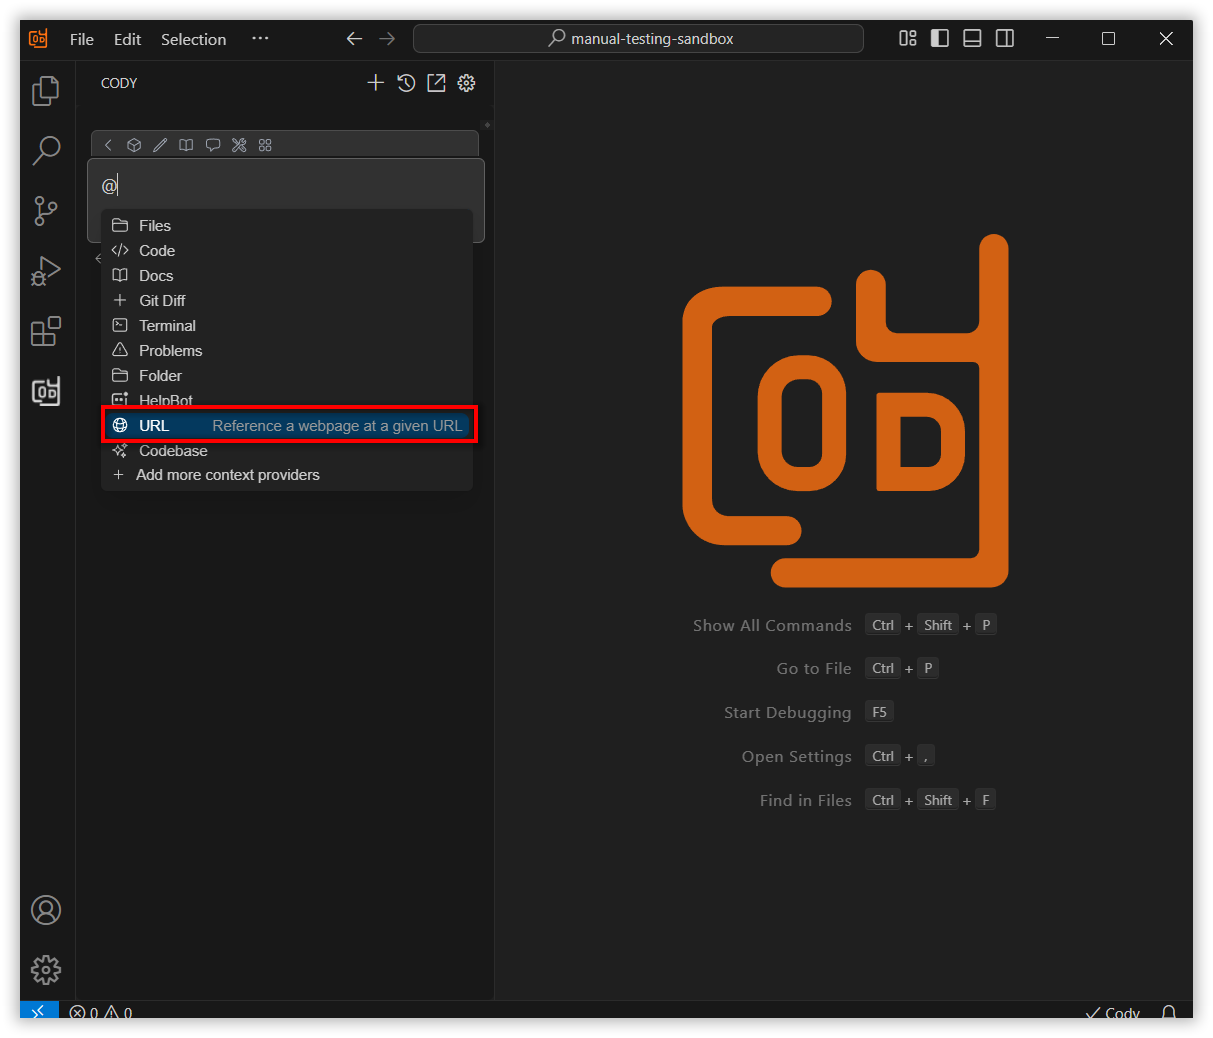 File Edit Selection ··· manual-testing-sandbox
CODY
@
Files
Code
Docs
Git Diff
Terminal
Problems
Folder
HelpBot
URL Reference a webpage at a given URL
Codebase
+ Add more context providers
OD
Show All Commands Ctrl + Shift + P
Go to File Ctrl + P
Start Debugging F5
Open Settings Ctrl + ,
Find in Files Ctrl + Shift + F
0 0 Cody